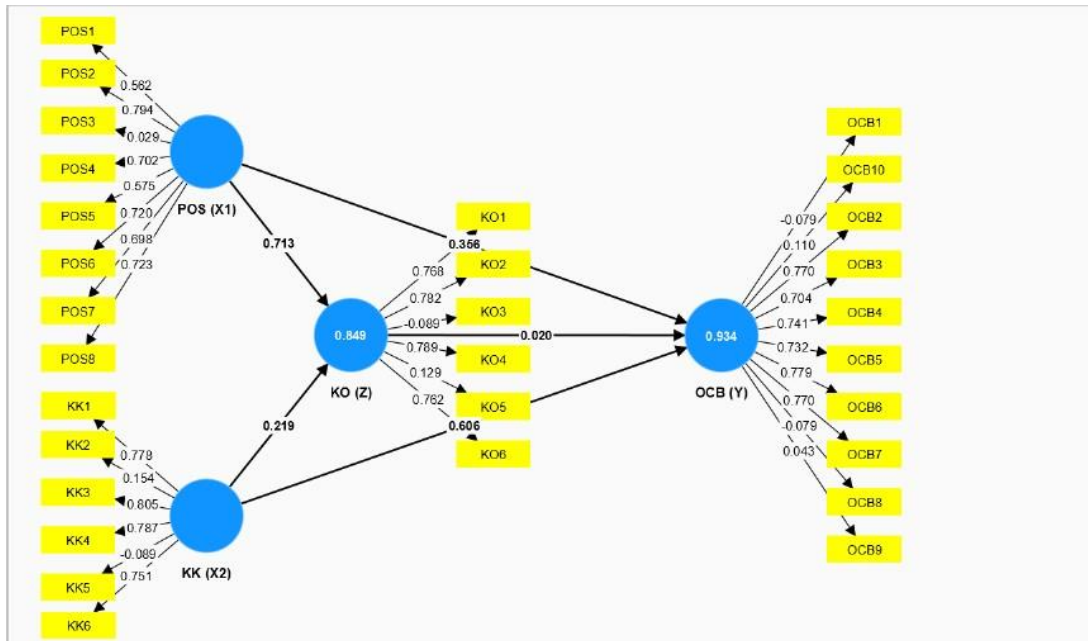 POS1
POS2
POS3
POS4
POS5
POS6
POS7
POS8
0.562
0.794
0.029
0.702
0.575
0.720
0.698
0.723
POS (X1)
KK1
KK2
KK3
KK4
KK5
KK6
0.778
0.154
0.805
0.787
-0.089
0.751
KK (X2)
0.713
0.219
0.849
KO (Z)
0.768
0.782
-0.089
0.789
0.129
0.762
KO1
KO2
KO3
KO4
KO5
KO6
0.356
0.020
0.606
0.934
OCB (Y)
-0.079
0.110
0.770
0.704
0.741
0.732
0.779
0.770
-0.079
0.043
OCB1
OCB10
OCB2
OCB3
OCB4
OCB5
OCB6
OCB7
OCB8
OCB9